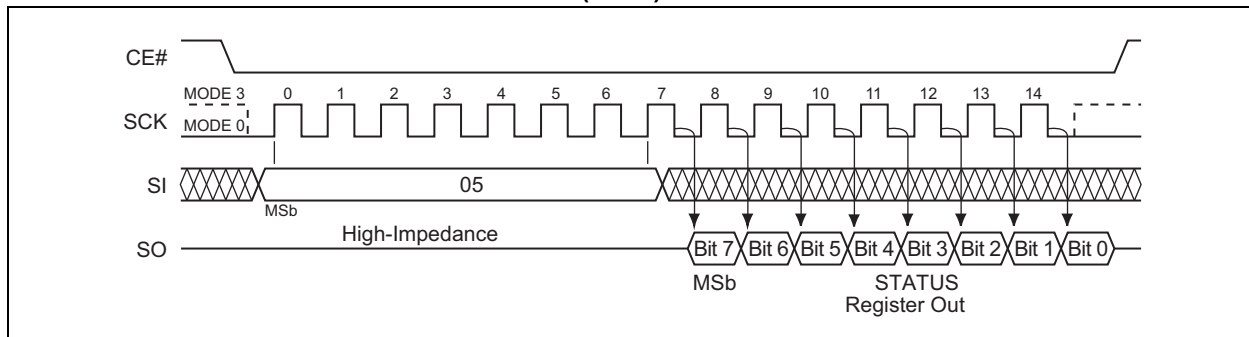 CE#
MODE 3 0 1 2 3 4 5 6 7 8 9 10 11 12 13 14
SCK
MODE 0
SI 05
MSb
High-Impedance
SO Bit 7 Bit 6 Bit 5 Bit 4 Bit 3 Bit 2 Bit 1 Bit 0
MSb STATUS
Register Out